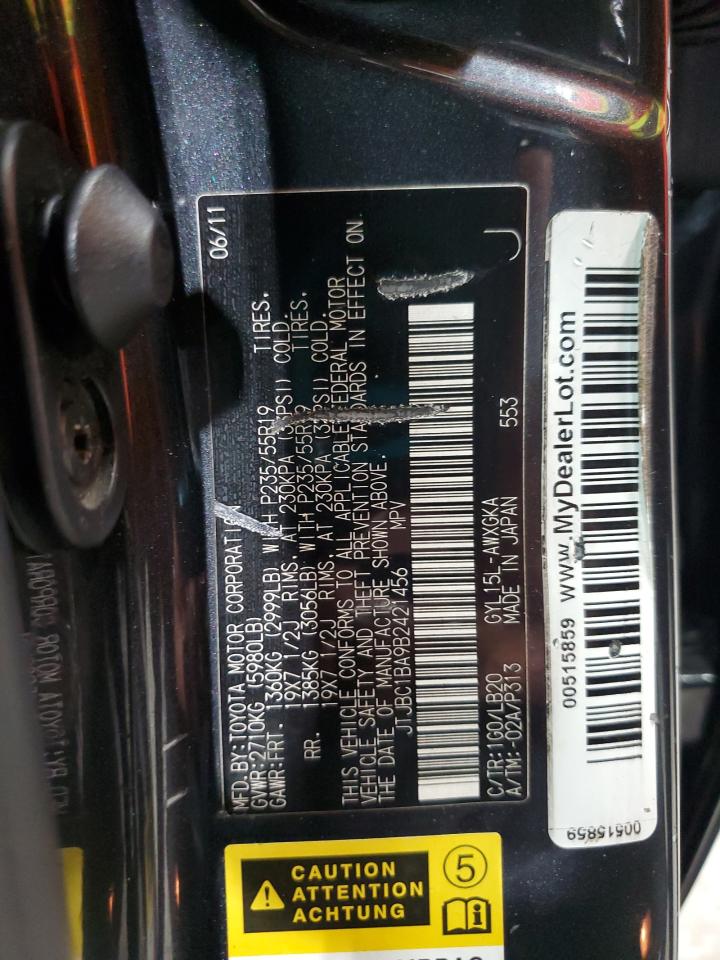 MFD. BY:TOYOTA MOTOR CORPORATION 06/11
GVWR:2710KG (5980LB)
GAWR:FRT. 1360KG (2999LB) WITH P235/55R19 TIRES.
19X7 1/2J RIMS, AT 230KPA PSI) COLD.
RR. 1385KG (3056LB) WITH P235/55R19 TIRES.
19X7 1/2J RIMS, AT 230KPA PSI) COLD.
THIS VEHICLE CONFORMS TO ALL APPLICABLE FEDERAL MOTOR
VEHICLE SAFETY AND THEFT PREVENTION STANDARDS IN EFFECT ON
THE DATE OF MANUFACTURE SHOWN ABOVE.
JTJBC1BA9B2421456 MPV
C/TR:1G0/LB20 GYL15L-AWXGKA 553 J
A/TM:-02A/P313 MADE IN JAPAN
00515859 www.MyDealerLot.com
00515859
CAUTION
ATTENTION
ACHTUNG
5